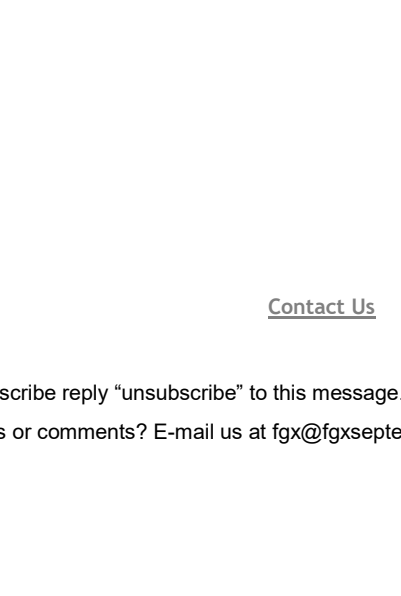 Contact Us
scribe reply “unsubscribe” to this message.
s or comments? E-mail us at fgx@fgxsepte